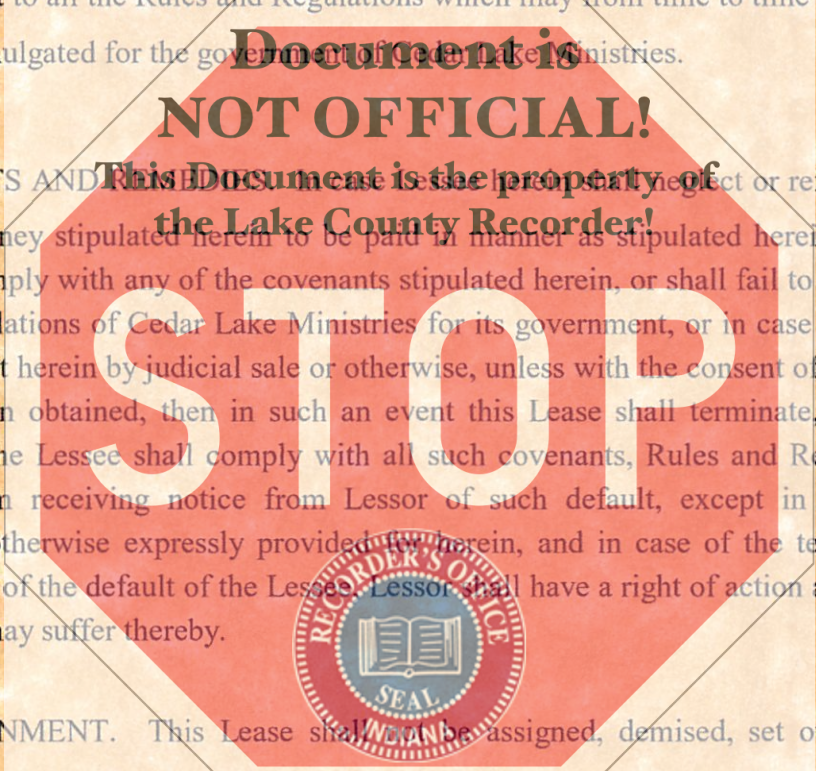 t to all the Rules and Regulations which may from time to time
ulgated for the government of Cedar Lake Ministries.
Document is
NOT OFFICIAL!
This Document is the property of
the Lake County Recorder!
S AND REMEDIES. In case Lessee herein shall neglect or re
ney stipulated herein to be paid in manner as stipulated herei
ply with any of the covenants stipulated herein, or shall fail to
lations of Cedar Lake Ministries for its government, or in case
t herein by judicial sale or otherwise, unless with the consent of
n obtained, then in such an event this Lease shall terminate,
he Lessee shall comply with all such covenants, Rules and Re
n receiving notice from Lessor of such default, except in
therwise expressly provided for herein, and in case of the te
of the default of the Lessee, Lessor shall have a right of action a
ay suffer thereby.
STOP
RECORDER'S OFFICE
SEAL
INDIANA
NMENT. This Lease shall not be assigned, demised, set o